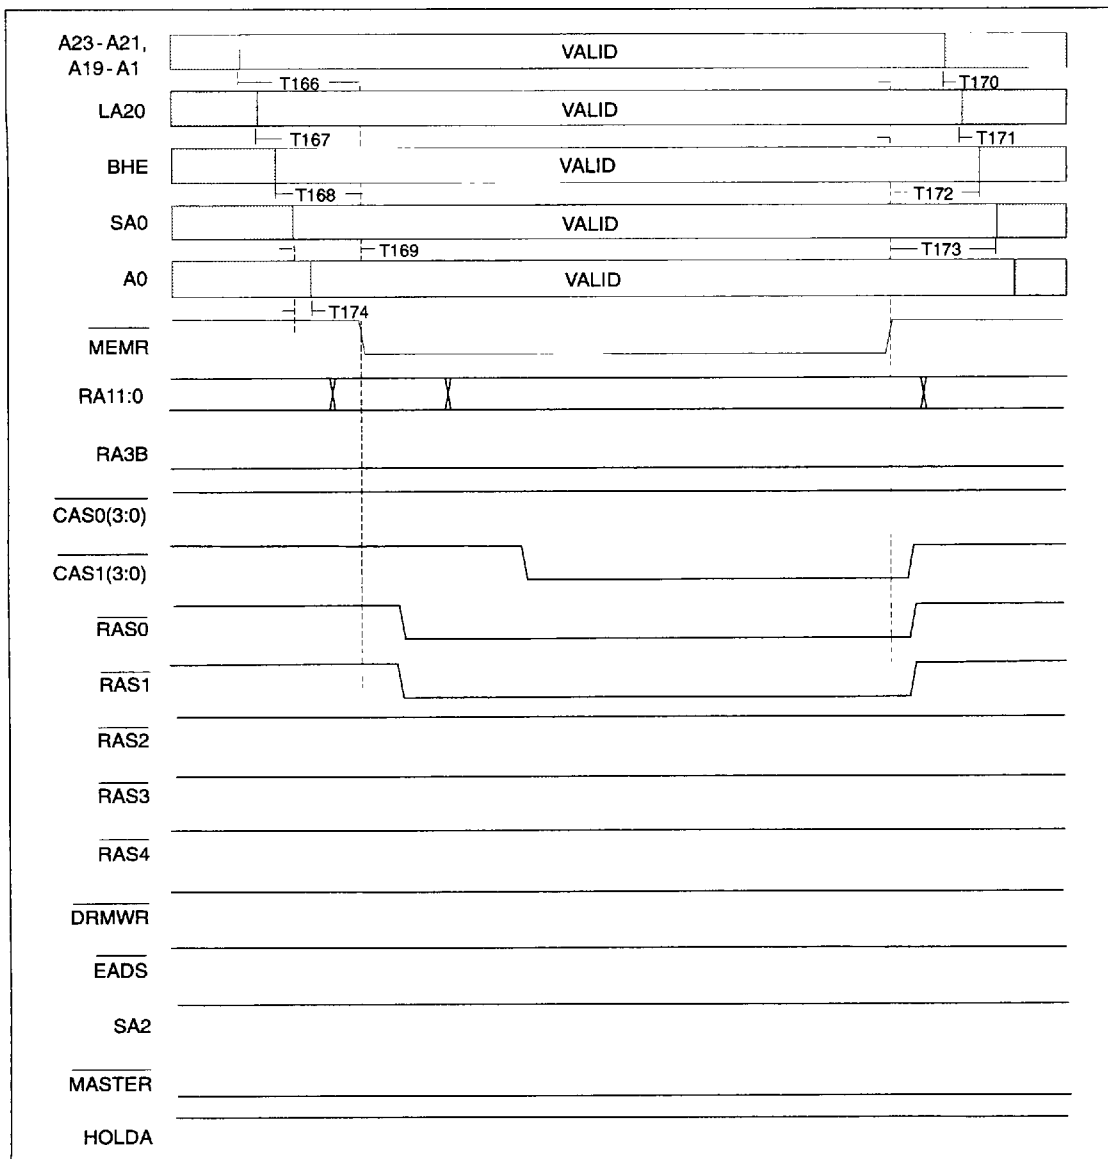 A23-A21,
A19-A1
VALID
T166
T170
LA20
VALID
T167
T171
BHE
VALID
T168
T172
SA0
VALID
T169
T173
A0
VALID
T174
MEMR
RA11:0
RA3B
CAS0(3:0)
CAS1(3:0)
RAS0
RAS1
RAS2
RAS3
RAS4
DRMWR
EADS
SA2
MASTER
HOLDA